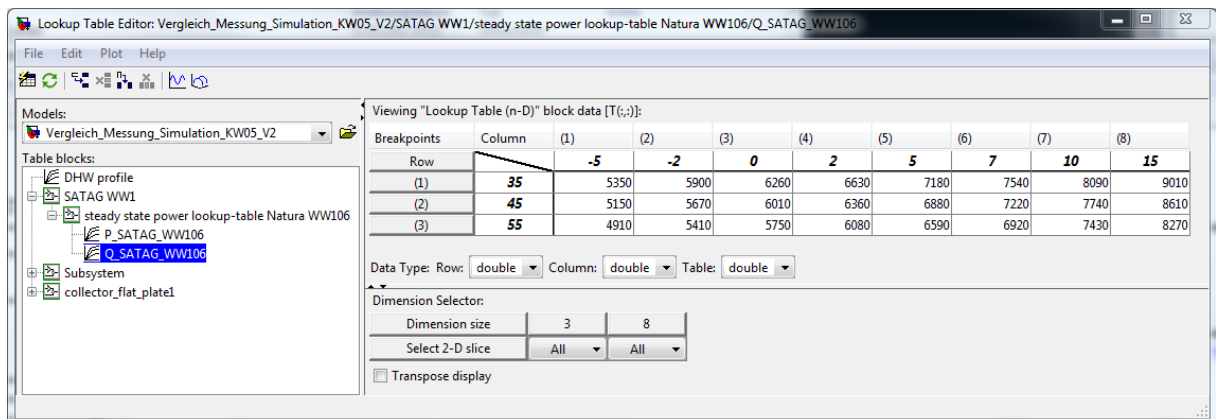 Lookup Table Editor: Vergleich_Messung_Simulation_KW05_V2/SATAG WW1/steady state power lookup-table Natura WW106/Q_SATAG_WW106
File Edit Plot Help
Models:
Vergleich_Messung_Simulation_KW05_V2
Table blocks:
DHW profile
SATAG WW1
steady state power lookup-table Natura WW106
P_SATAG_WW106
Q_SATAG_WW106
Subsystem
collector_flat_plate1
Viewing "Lookup Table (n-D)" block data [T(:,:)]:
Breakpoints Column (1) (2) (3) (4) (5) (6) (7) (8)
Row -5 -2 0 2 5 7 10 15
(1) 35 5350 5900 6260 6630 7180 7540 8090 9010
(2) 45 5150 5670 6010 6360 6880 7220 7740 8610
(3) 55 4910 5410 5750 6080 6590 6920 7430 8270
Data Type: Row: double Column: double Table: double
Dimension Selector:
Dimension size 3 8
Select 2-D slice All All
Transpose display